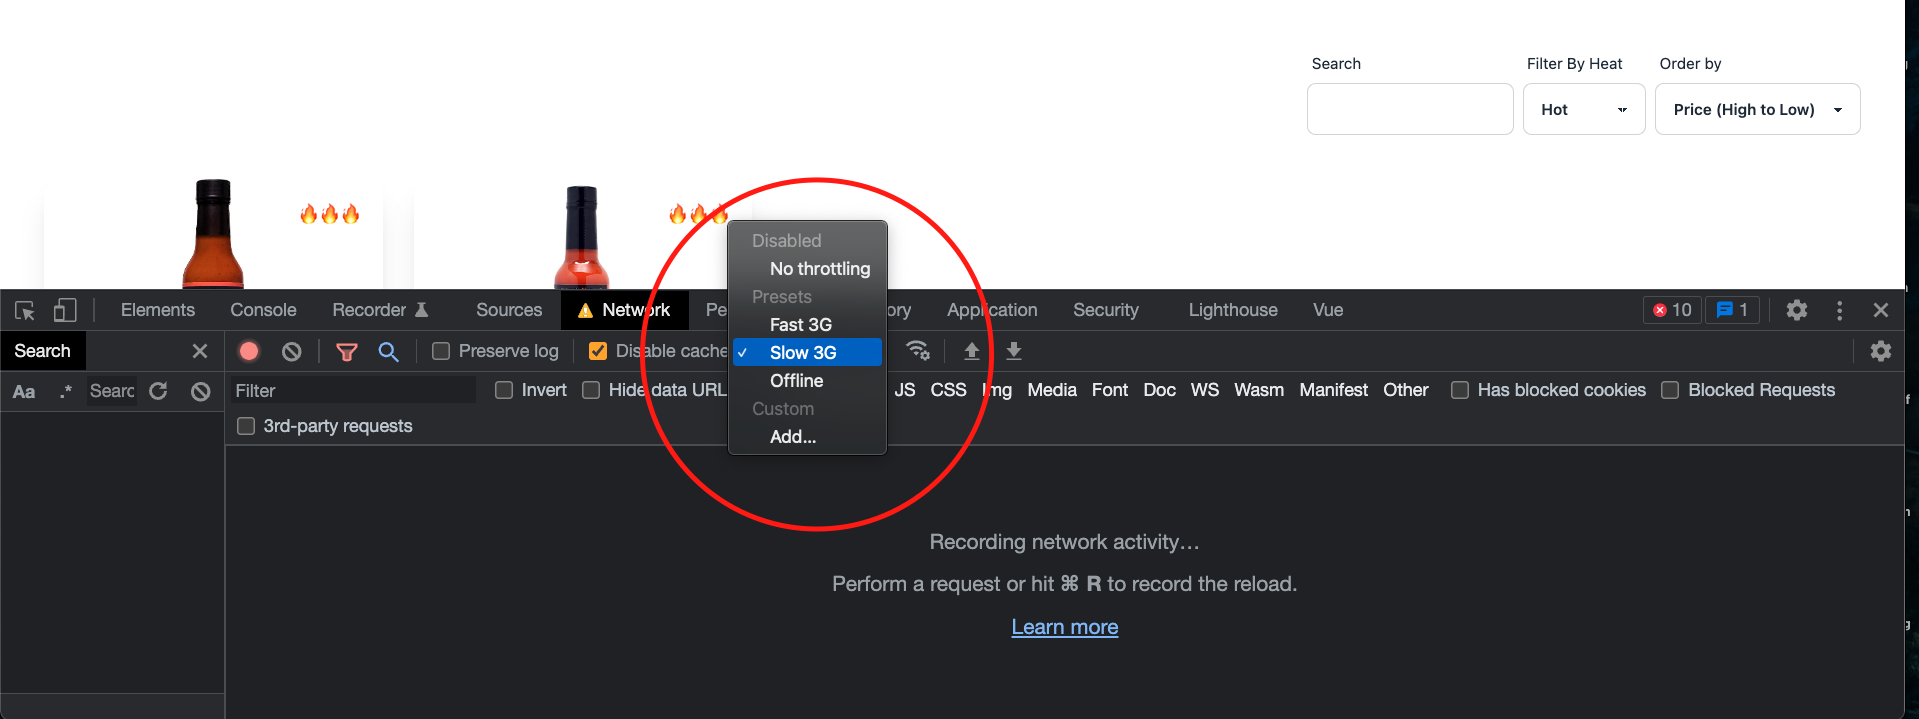 Search Filter By Heat Order by
Hot Price (High to Low)
Disabled
No throttling
Presets
Fast 3G
Slow 3G
Offline
Custom
Add...
Elements Console Recorder Sources Network Pe ory Application Security Lighthouse Vue 10 1
Search Preserve log Disable cache
Aa .* Searc Filter Invert Hide data URL JS CSS Img Media Font Doc WS Wasm Manifest Other Has blocked cookies Blocked Requests
3rd-party requests
Recording network activity…
Perform a request or hit ⌘ R to record the reload.
Learn more